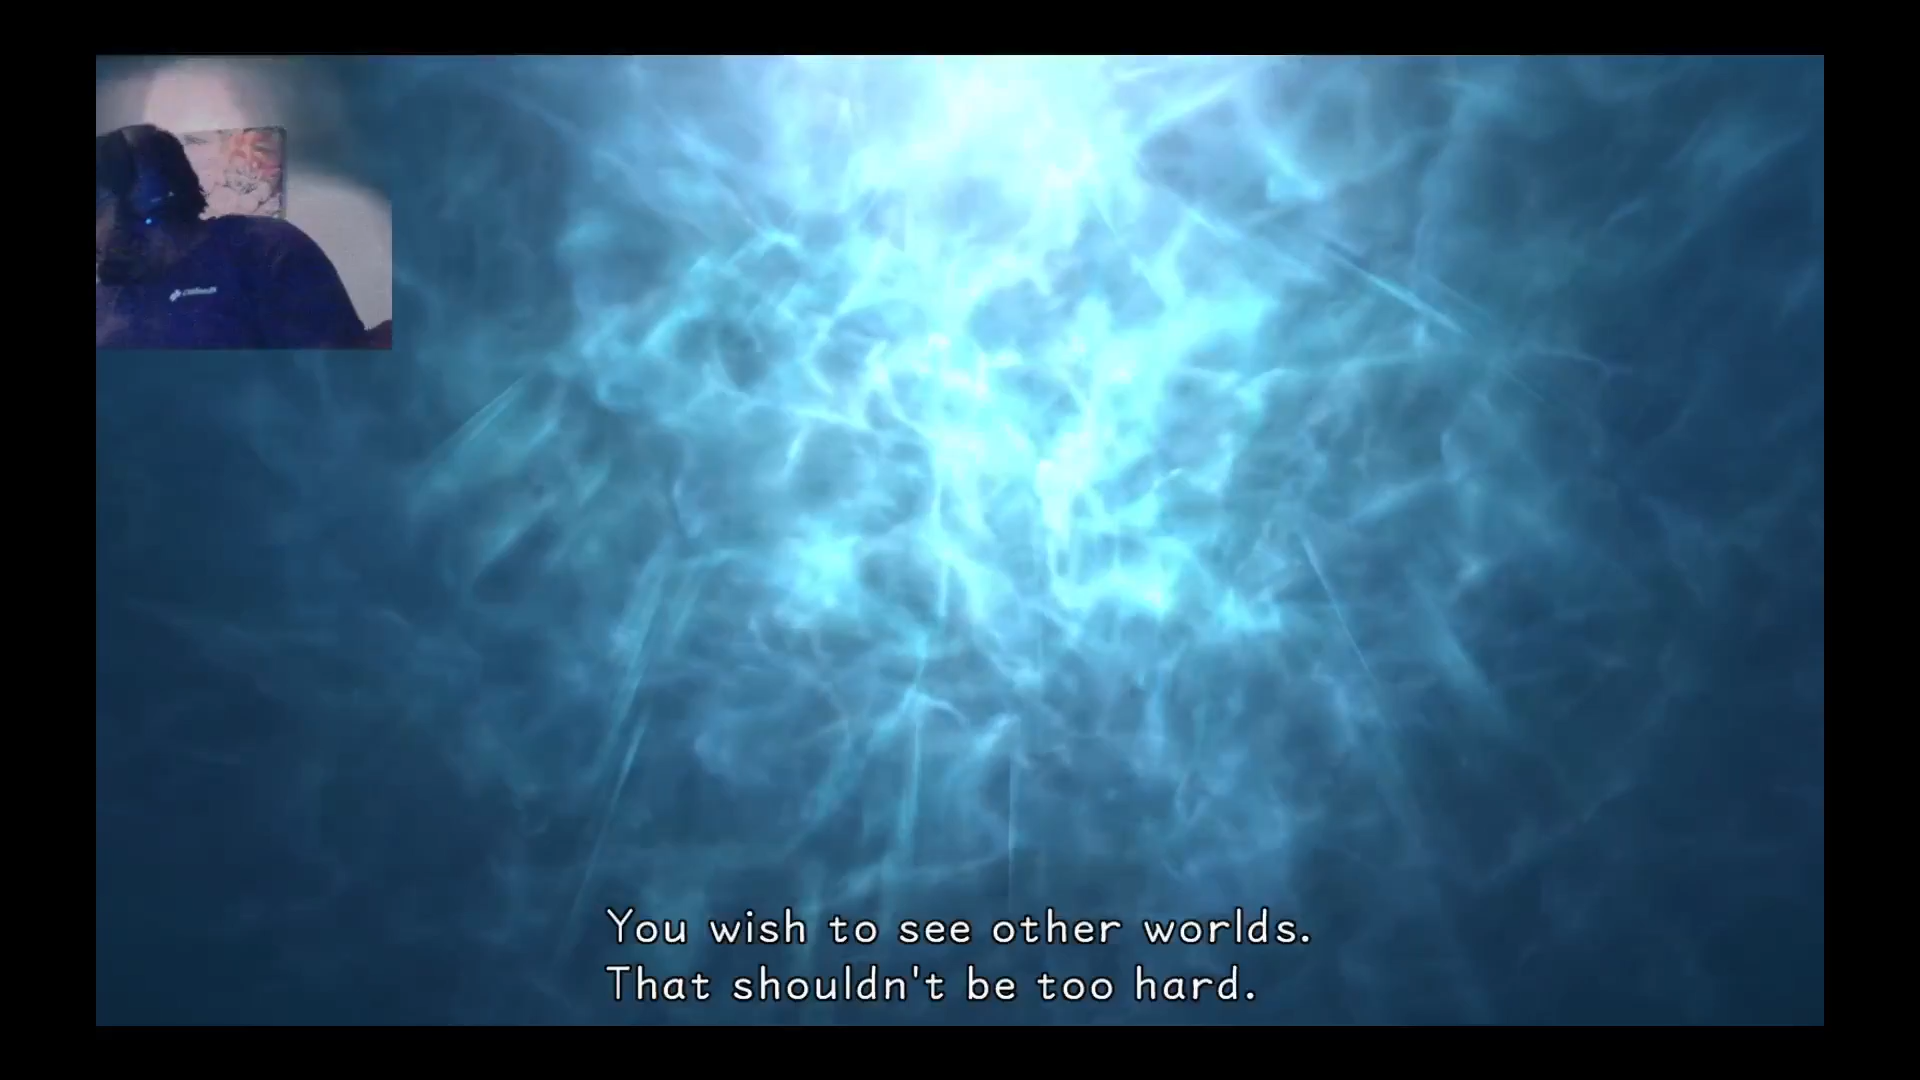 You wish to see other worlds.
That shouldn't be too hard.